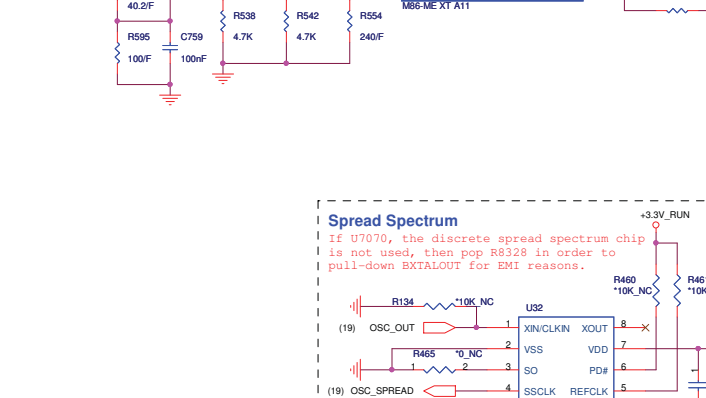 40.2/F
R538
R542
R554
M86-ME XT A11
R595
C759
4.7K
4.7K
240/F
100/F
100nF
Spread Spectrum
+3.3V_RUN
If U7070, the discrete spread spectrum chip
is not used, then pop R8328 in order to
pull-down BXTALOUT for EMI reasons.
R460
*10K_NC
R134
*10K_NC
U32
(19) OSC_OUT
1 XIN/CLKIN XOUT 8
2 VSS VDD 7
R465 *0_NC
1 2 3 SO PD# 6
1
(19) OSC_SPREAD
4 SSCLK REFCLK 5